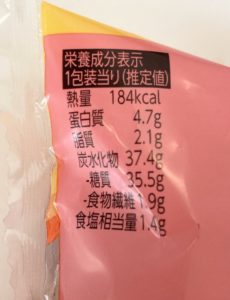 栄養成分表示
1包装当り(推定値)
熱量 184kcal
蛋白質 4.7g
脂質 2.1g
炭水化物 37.4g
-糖質 35.5g
-食物繊維 1.9g
食塩相当量 1.4g